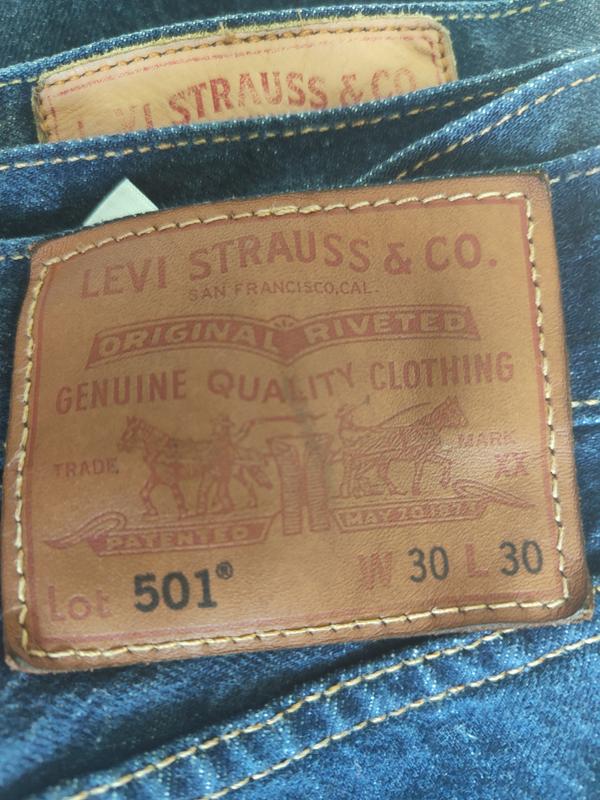 LEVI STRAUSS & CO
LEVI STRAUSS & CO.
SAN FRANCISCO, CAL.
ORIGINAL RIVETED
GENUINE QUALITY CLOTHING
TRADE MARK
XX
PATENTED MAY 20 1873
Lot 501® W 30 L 30